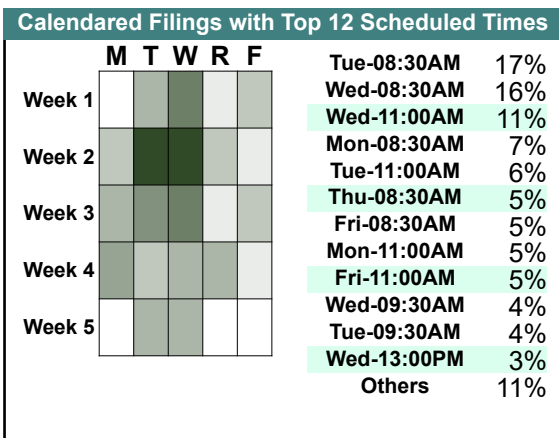 Calendared Filings with Top 12 Scheduled Times
M T W R F
Week 1
Week 2
Week 3
Week 4
Week 5
Tue-08:30AM 17%
Wed-08:30AM 16%
Wed-11:00AM 11%
Mon-08:30AM 7%
Tue-11:00AM 6%
Thu-08:30AM 5%
Fri-08:30AM 5%
Mon-11:00AM 5%
Fri-11:00AM 5%
Wed-09:30AM 4%
Tue-09:30AM 4%
Wed-13:00PM 3%
Others 11%